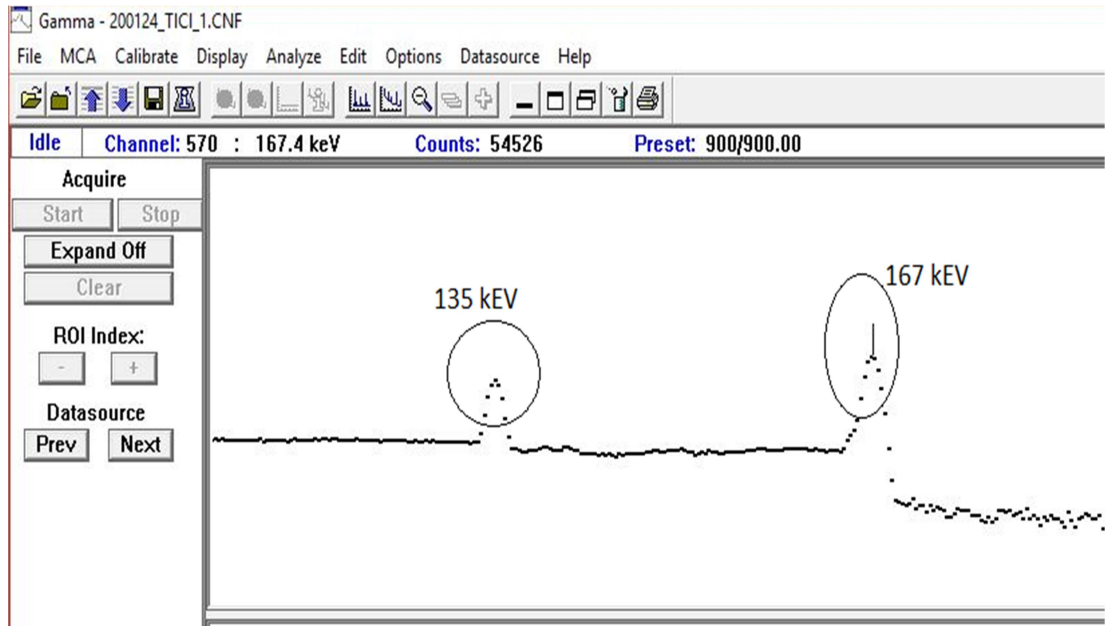 Gamma - 200124_TICI_1.CNF
File MCA Calibrate Display Analyze Edit Options Datasource Help
Idle Channel: 570 : 167.4 keV Counts: 54526 Preset: 900/900.00
Acquire
Start Stop
Expand Off
Clear
ROI Index:
- +
Datasource
Prev Next
135 kEV
167 kEV